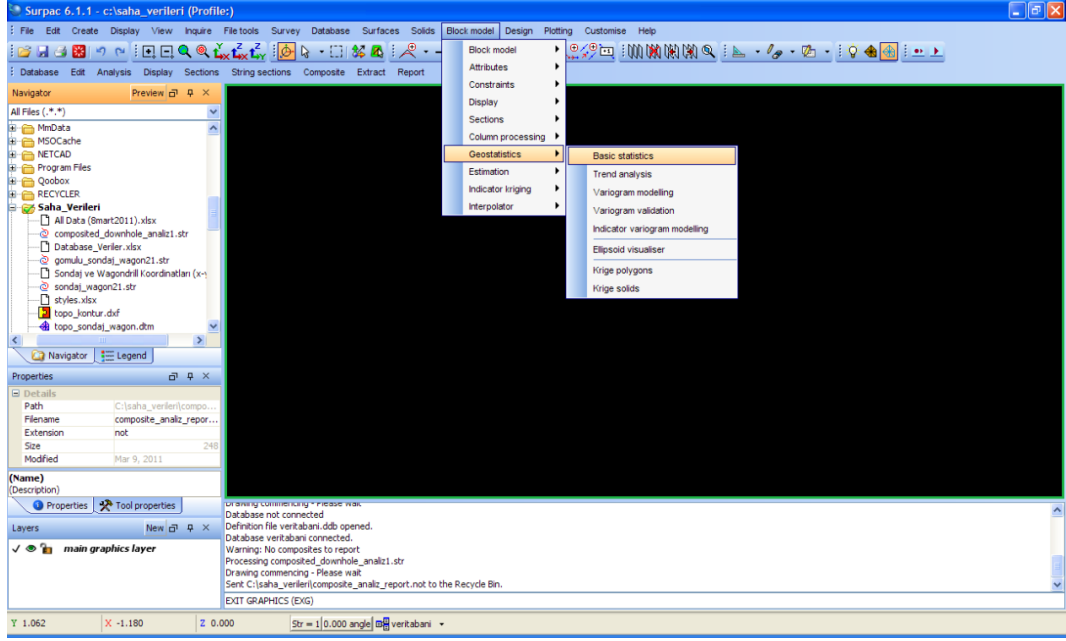 Surpac 6.1.1 - c:\saha_verileri (Profile:)
File Edit Create Display View Inquire File tools Survey Database Surfaces Solids Block model Design Plotting Customise Help
Database Edit Analysis Display Sections String sections Composite Extract Report
Block model
Attributes
Constraints
Display
Sections
Column processing
Geostatistics
Estimation
Indicator kriging
Interpolator
Basic statistics
Trend analysis
Variogram modelling
Variogram validation
Indicator variogram modelling
Ellipsoid visualiser
Krige polygons
Krige solids
Navigator Preview
All Files (.*.*)
MmData
MSOCache
NETCAD
Program Files
Qoobox
RECYCLER
Saha_Verileri
All Data (8mart2011).xlsx
composited_downhole_analiz1.str
Database_Veriler.xlsx
gomulu_sondaj_wagon21.str
Sondaj ve Wagondrill Koordinatları (x-y
sondaj_wagon21.str
styles.xlsx
topo_kontur.dxf
topo_sondaj_wagon.dtm
Navigator Legend
Properties
Details
Path C:\saha_verileri\compo...
Filename composite_analiz_repor...
Extension not
Size 248
Modified Mar 9, 2011
(Name)
(Description)
Properties Tool properties
Layers New
main graphics layer
Drawing commencing - Please wait
Database not connected
Definition file veritabani.ddb opened.
Database veritabani connected.
Warning: No composites to report
Processing composited_downhole_analiz1.str
Drawing commencing - Please wait
Sent C:\saha_verileri\composite_analiz_report.not to the Recycle Bin.
EXIT GRAPHICS (EXG)
Y 1.062 X -1.180 Z 0.000 Str = 1 0.000 angle veritabani